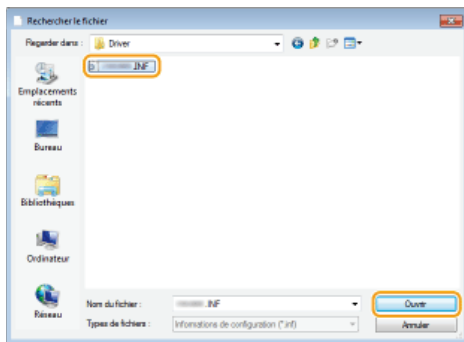 Rechercher le fichier
Regarder dans :
Driver
.INF
Emplacements
récents
Bureau
Bibliothèques
Ordinateur
Réseau
Nom du fichier :
.INF
Ouvrir
Types de fichiers :
Informations de configuration (*.inf)
Annuler